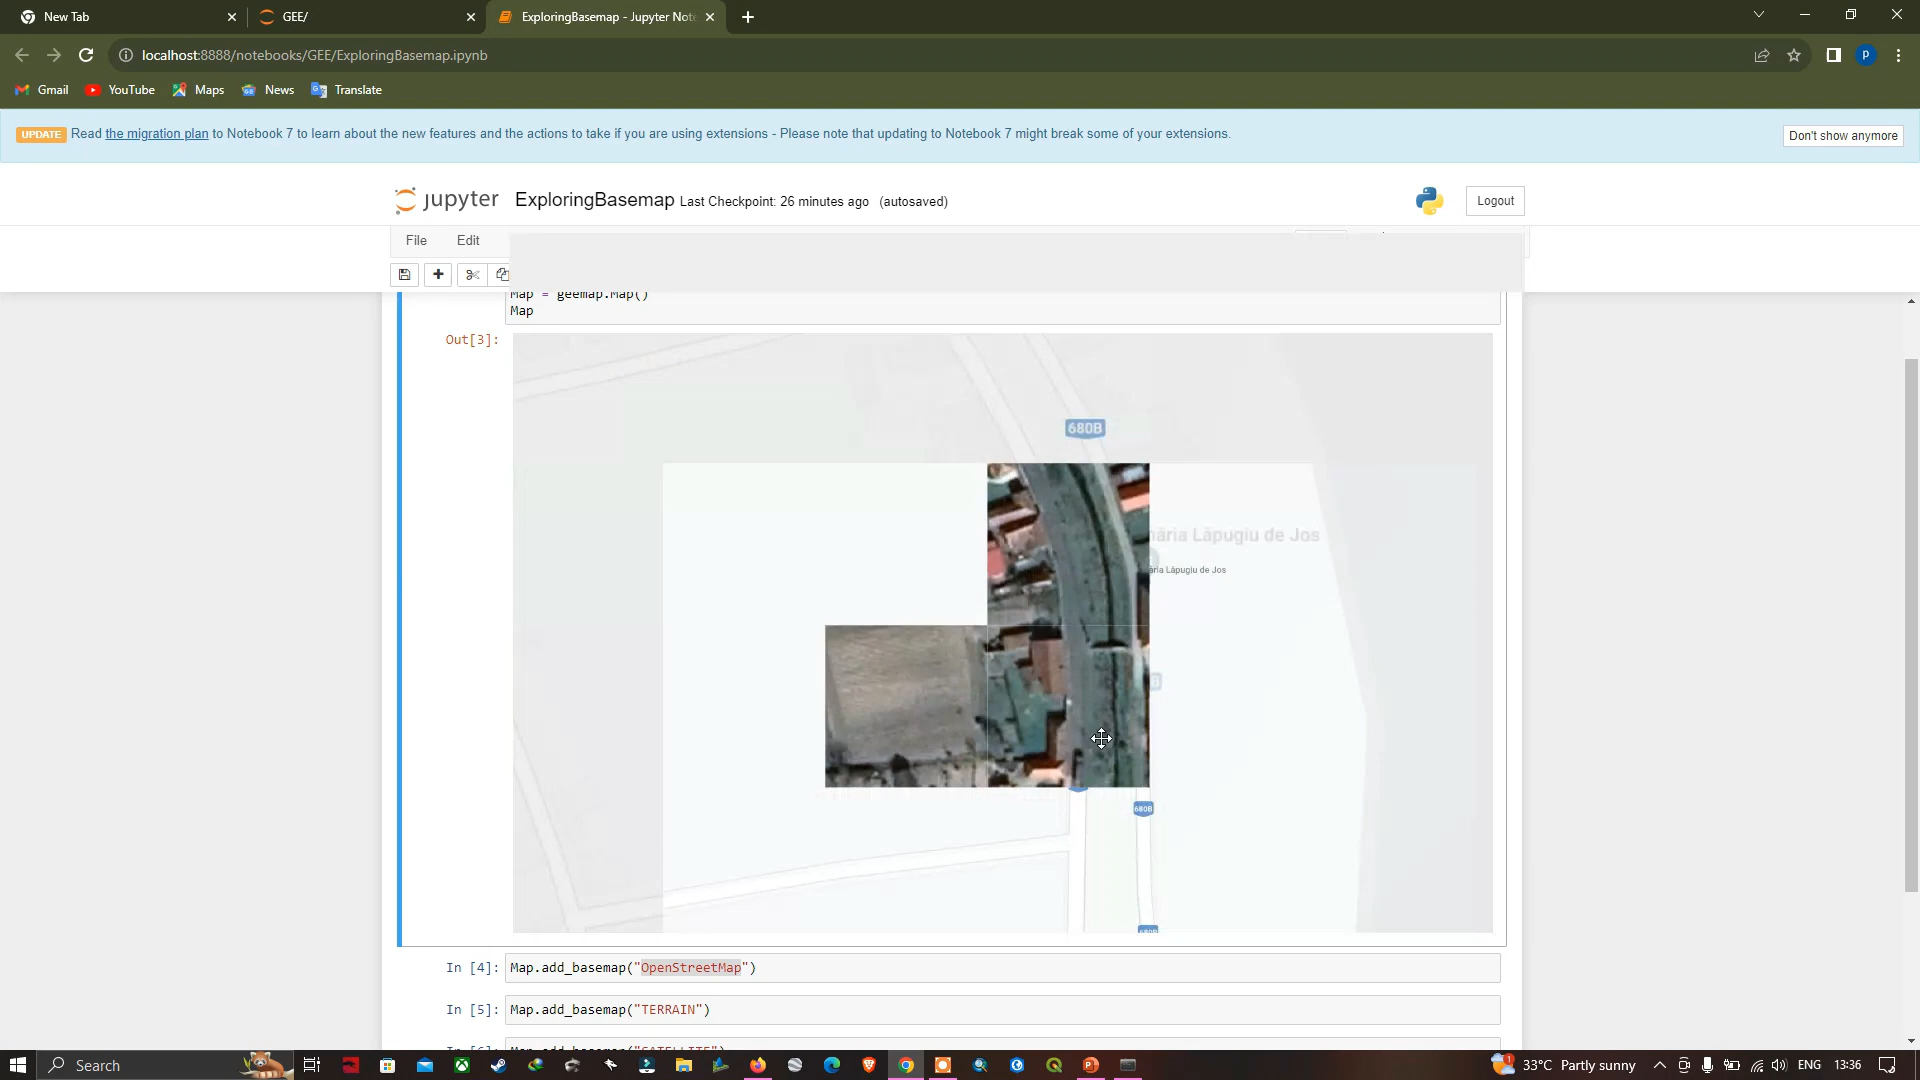 New Tab
GEE/
ExploringBasemap - Jupyter Note
localhost:8888/notebooks/GEE/ExploringBasemap.ipynb
p
Gmail
YouTube
Maps
News
Translate
UPDATE Read the migration plan to Notebook 7 to learn about the new features and the actions to take if you are using extensions - Please note that updating to Notebook 7 might break some of your extensions.
Don't show anymore
jupyter ExploringBasemap Last Checkpoint: 26 minutes ago (autosaved)
Logout
File Edit
Map = geemap.Map()
Map
Out[3]:
680B
Lăpugiu de Jos
Lăpugiu de Jos
680B
In [4]: Map.add_basemap("OpenStreetMap")
In [5]: Map.add_basemap("TERRAIN")
In [6]: Map.add_basemap("SATELLITE")
Search
33°C Partly sunny
ENG
13:36